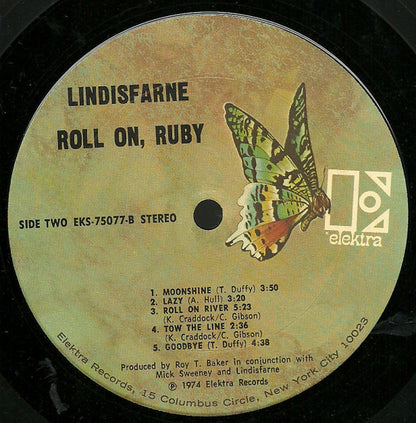 LINDISFARNE
ROLL ON, RUBY
SIDE TWO EKS-75077-B STEREO
elektra
1. MOONSHINE (T. Duffy) 3:50
2. LAZY (A. Hull) 3:20
3. ROLL ON RIVER 5:23
(K. Craddock/C. Gibson)
4. TOW THE LINE 2:36
(K. Craddock/C. Gibson)
5. GOODBYE (T. Duffy) 4:38
Produced by Roy T. Baker in conjunction with
Mick Sweeney and Lindisfarne
Ⓟ 1974 Elektra Records
Elektra Records, 15 Columbus Circle, New York City 10023